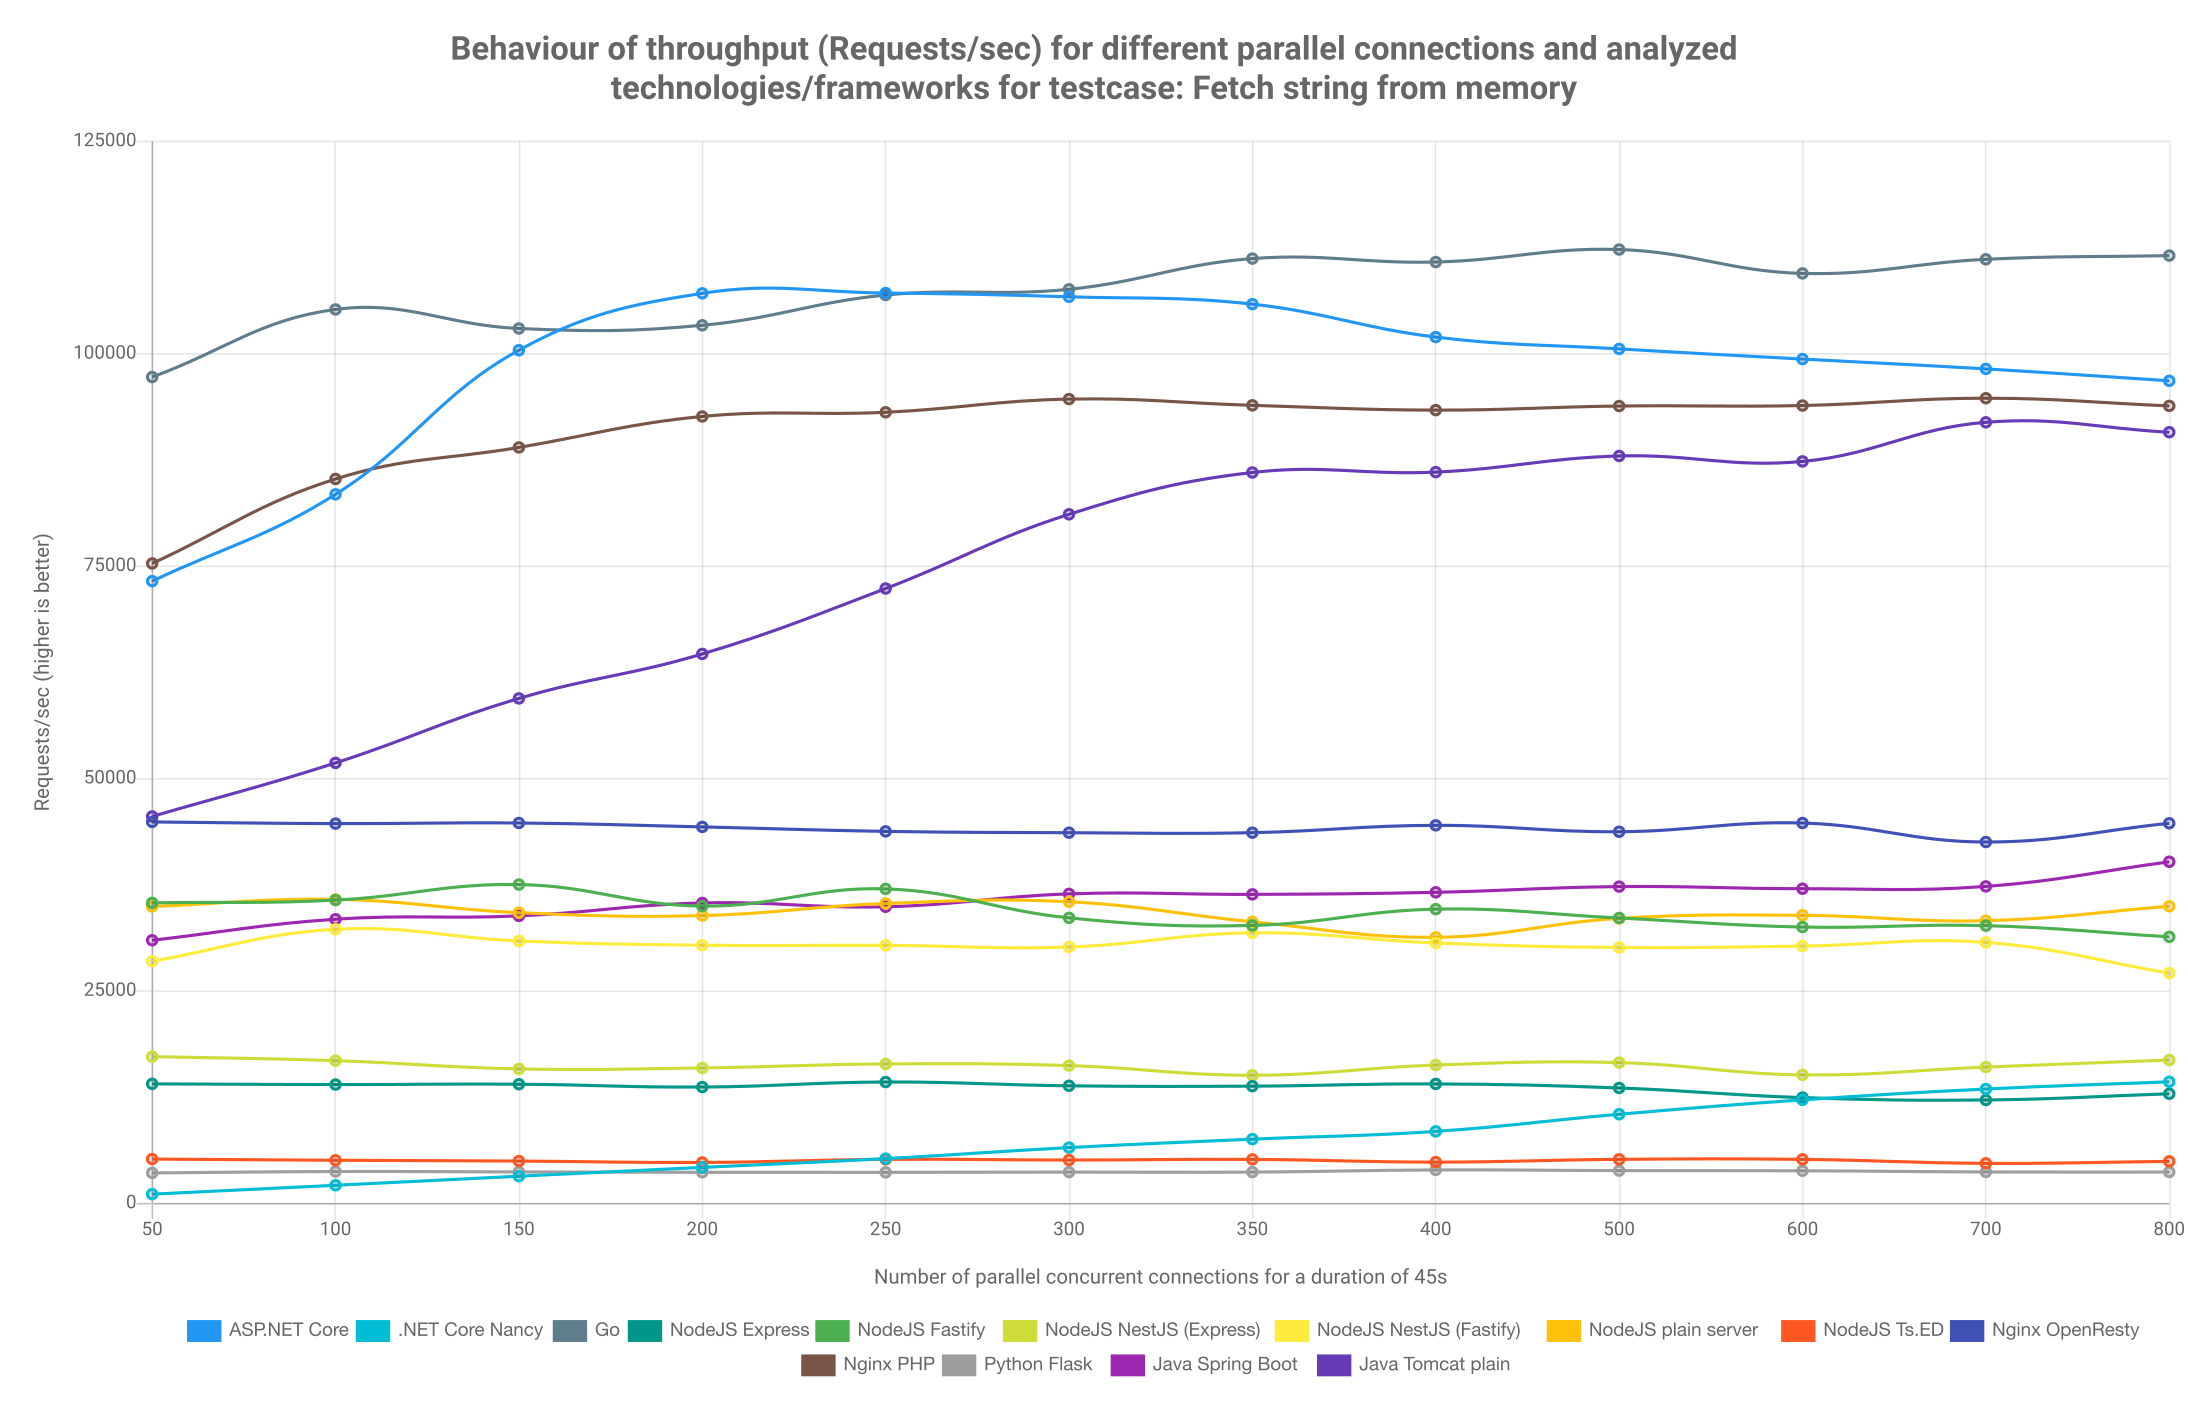 Behaviour of throughput (Requests/sec) for different parallel connections and analyzed
technologies/frameworks for testcase: Fetch string from memory
125000
100000
75000
50000
25000
0
Requests/sec (higher is better)
50 100 150 200 250 300 350 400 500 600 700 800
Number of parallel concurrent connections for a duration of 45s
ASP.NET Core .NET Core Nancy Go NodeJS Express NodeJS Fastify NodeJS NestJS (Express) NodeJS NestJS (Fastify) NodeJS plain server NodeJS Ts.ED Nginx OpenResty
Nginx PHP Python Flask Java Spring Boot Java Tomcat plain